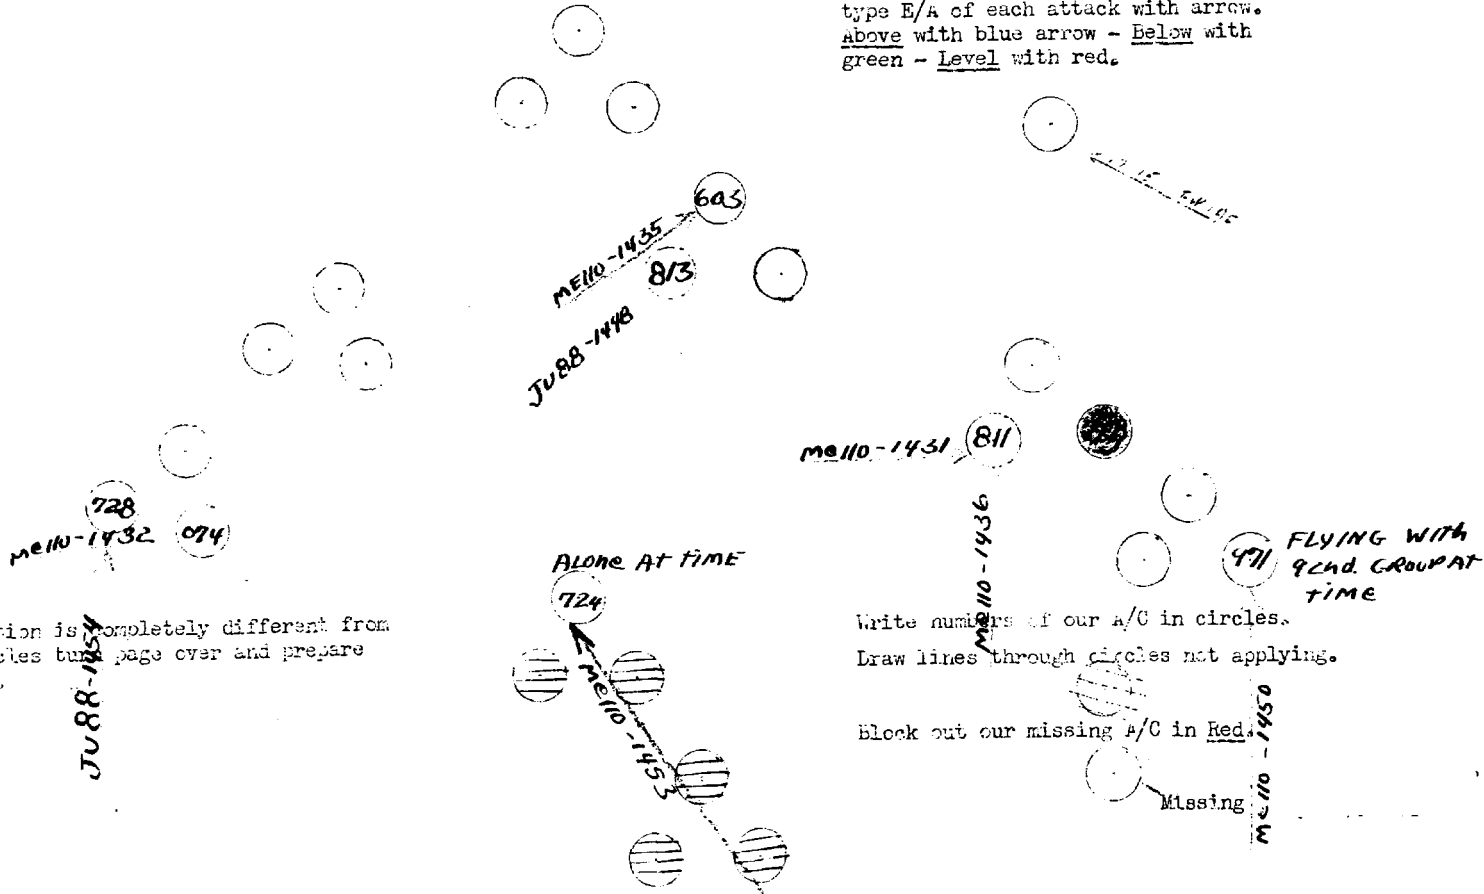 type E/A of each attack with arrow.
Above with blue arrow - Below with
green - Level with red.
603
ME110-1435
813
JU88-1448
Me110-1431
811
Me110-1436
728
Me110-1432
074
JU88-1454
ALONE At TIME
724
Me110-1453
471
FLYING With
92nd. GROUP AT
TIME
Me110-1450
is completely different from
turn page over and prepare
Write numbers of our A/C in circles.
Draw lines through circles not applying.
Block out our missing A/C in Red.
Missing